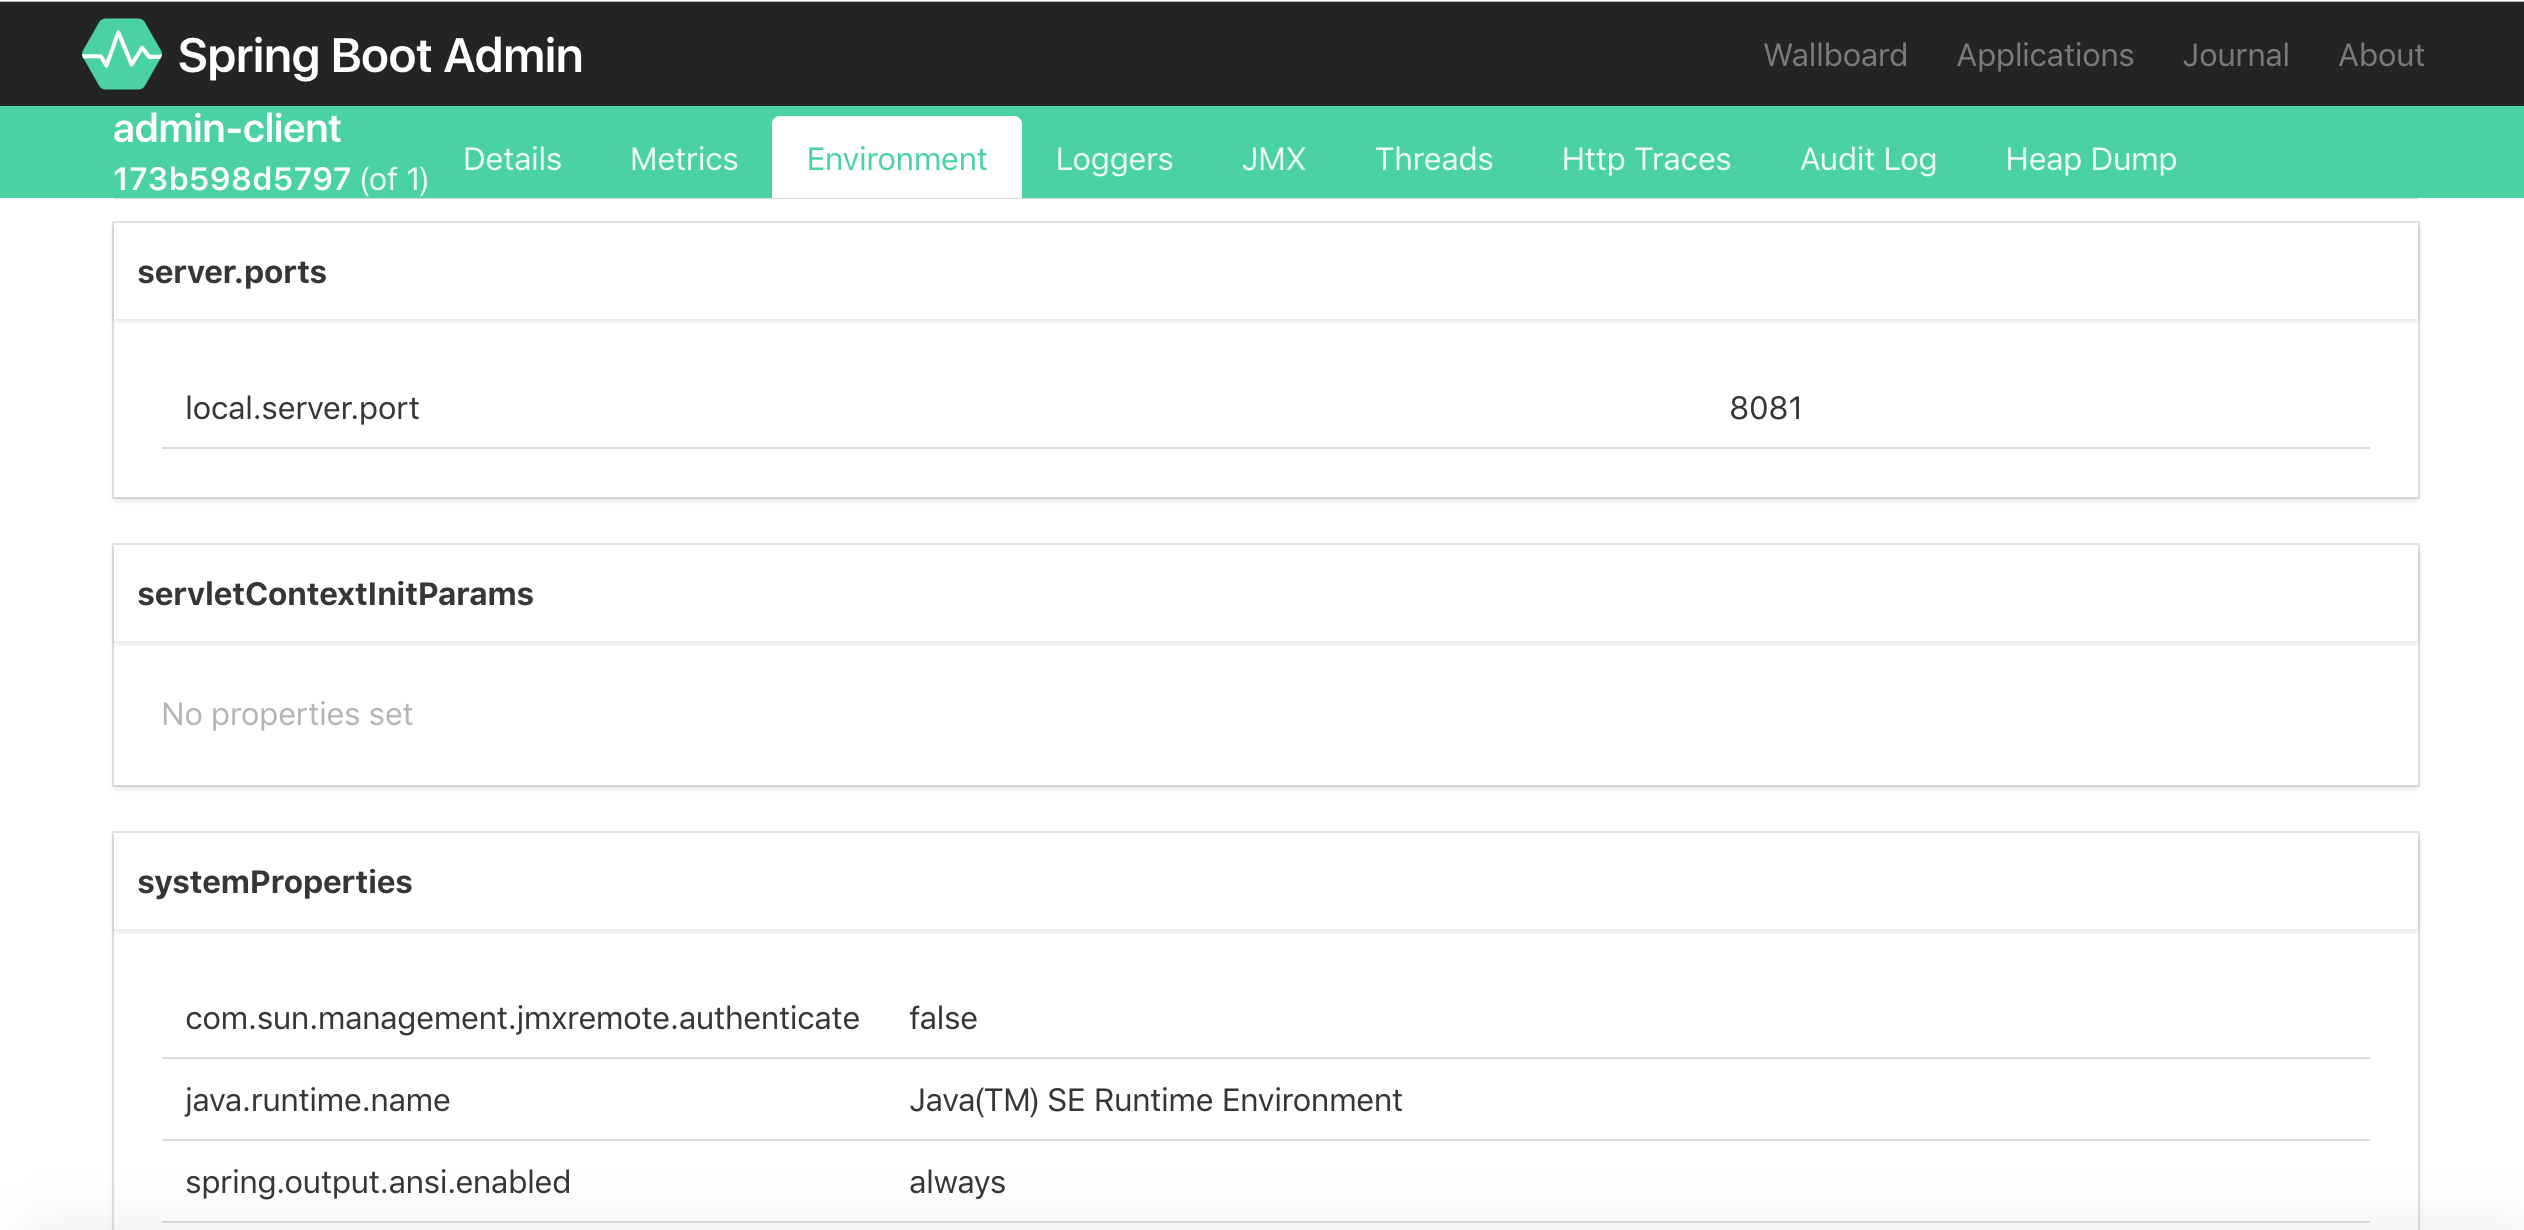 Spring Boot Admin Wallboard Applications Journal About
admin-client
173b598d5797 (of 1) Details Metrics Environment Loggers JMX Threads Http Traces Audit Log Heap Dump
server.ports
local.server.port 8081
servletContextInitParams
No properties set
systemProperties
com.sun.management.jmxremote.authenticate false
java.runtime.name Java(TM) SE Runtime Environment
spring.output.ansi.enabled always